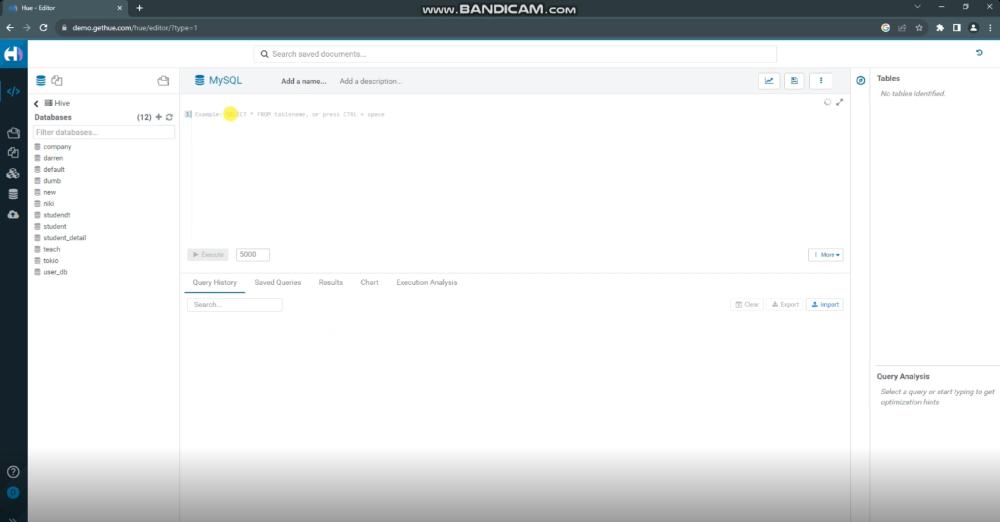 Hue - Editor
www.BANDICAM.com
demo.gethue.com/hue/editor/?type=1
Search saved documents...
MySQL
Add a name...
Add a description...
Hive
Databases (12)
Filter databases...
company
darren
default
dumb
new
niki
studendt
student
student_detail
teach
tokio
user_db
1 Example: SELECT * FROM tablename, or press CTRL + space
Execute
5000
More
Query History
Saved Queries
Results
Chart
Execution Analysis
Search...
Clear
Export
Import
Tables
No tables identified.
Query Analysis
Select a query or start typing to get
optimization hints
D